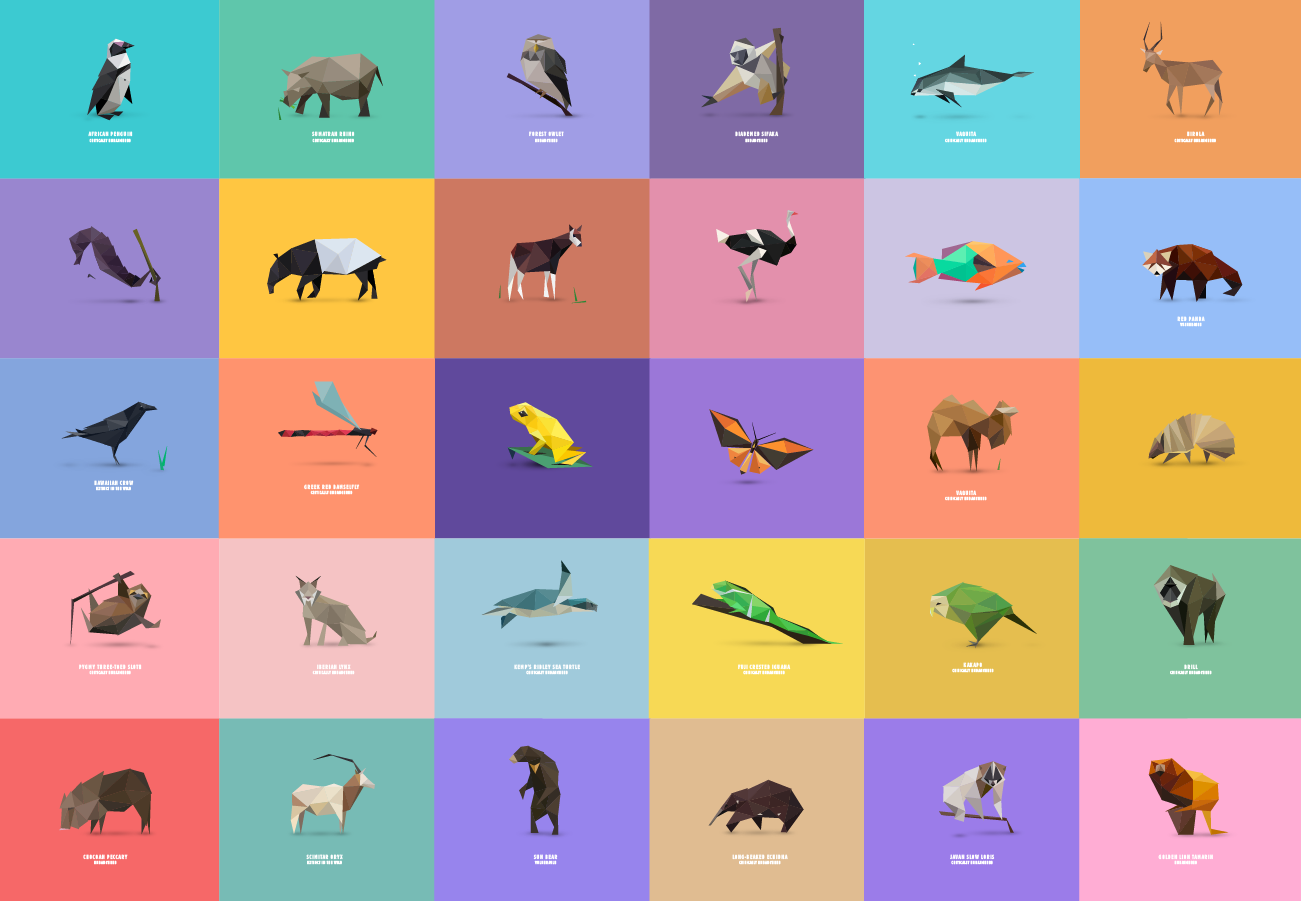 AFRICAN PENGUIN
CRITICALLY ENDANGERED
SUMATRAN RHINO
CRITICALLY ENDANGERED
FOREST OWLET
ENDANGERED
DIADEMED SIFAKA
ENDANGERED
VAQUITA
CRITICALLY ENDANGERED
HIROLA
CRITICALLY ENDANGERED
RED PANDA
VULNERABLE
HAWAIIAN CROW
EXTINCT IN THE WILD
GREEK RED DAMSELFLY
CRITICALLY ENDANGERED
VAQUITA
CRITICALLY ENDANGERED
PYGMY THREE-TOED SLOTH
CRITICALLY ENDANGERED
IBERIAN LYNX
CRITICALLY ENDANGERED
KEMP'S RIDLEY SEA TURTLE
CRITICALLY ENDANGERED
FIJI CRESTED IGUANA
CRITICALLY ENDANGERED
KAKAPO
CRITICALLY ENDANGERED
DRILL
CRITICALLY ENDANGERED
CHACOAN PECCARY
ENDANGERED
SCIMITAR ORYX
EXTINCT IN THE WILD
SUN BEAR
VULNERABLE
LONG-BEAKED ECHIDNA
CRITICALLY ENDANGERED
JAVAN SLOW LORIS
CRITICALLY ENDANGERED
GOLDEN LION TAMARIN
ENDANGERED